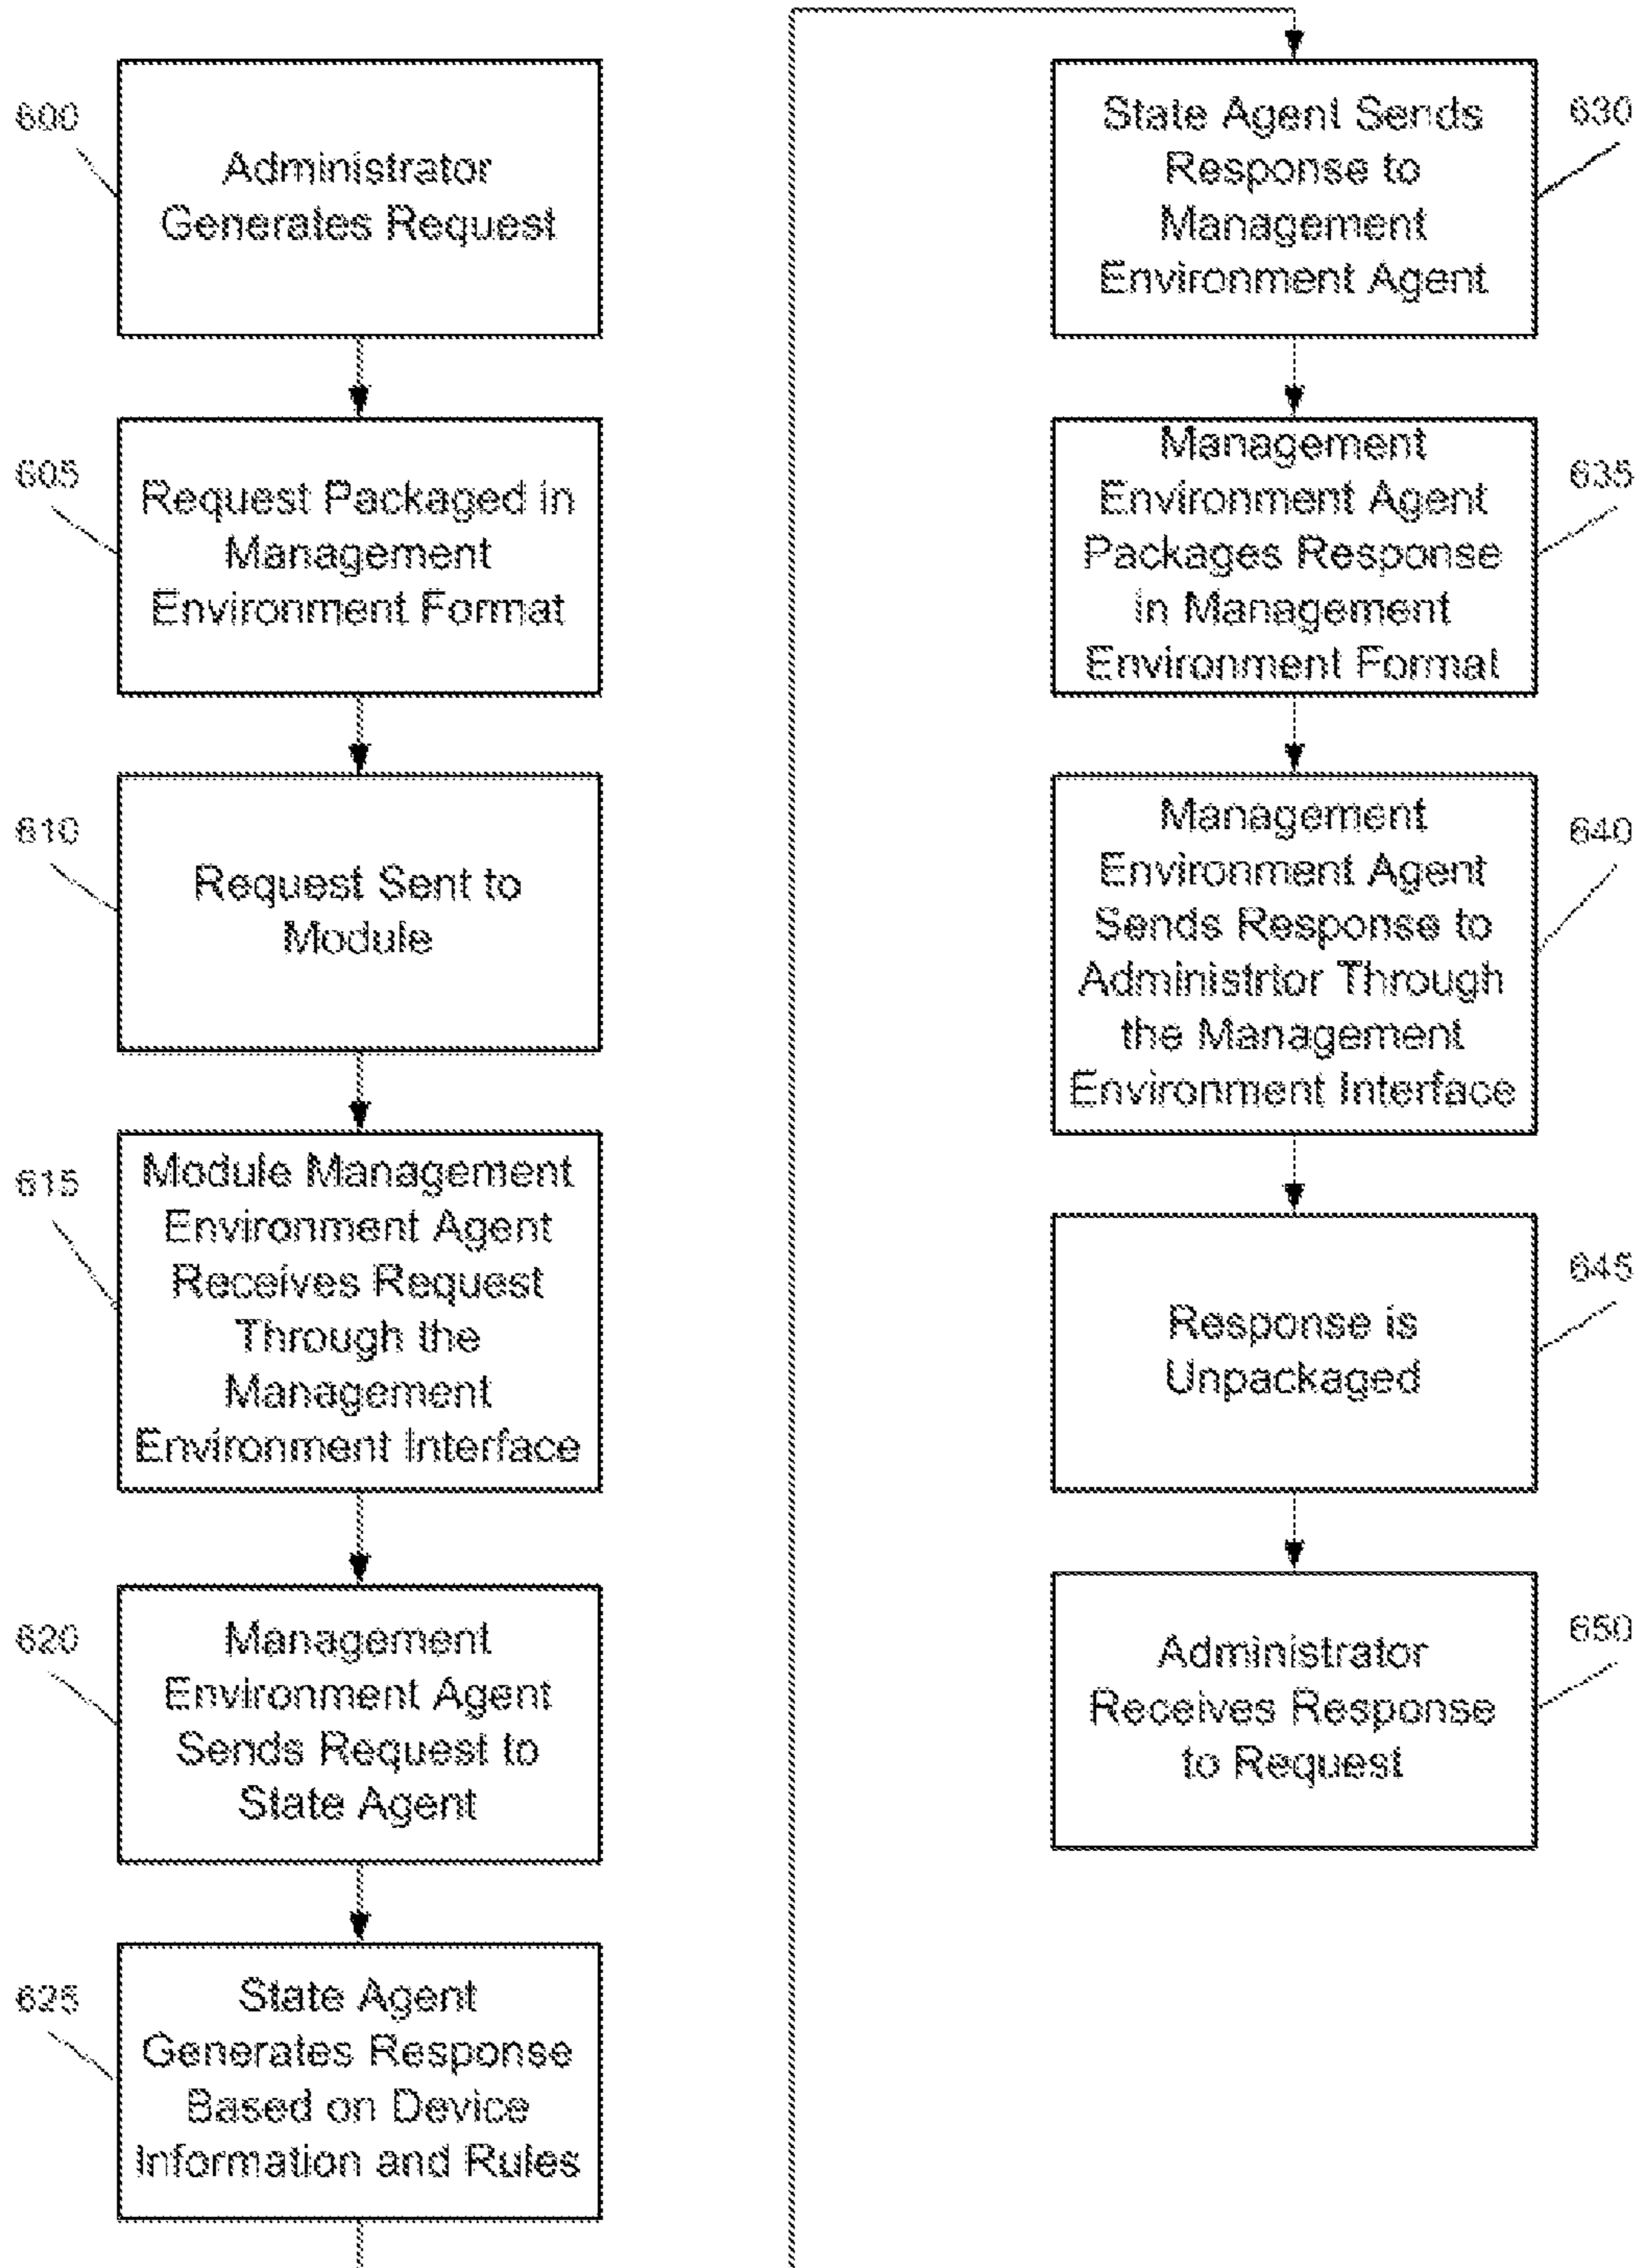 600
Administrator
Generates Request
605
Request Packaged in
Management
Environment Format
610
Request Sent to
Module
615
Module Management
Environment Agent
Receives Request
Through the
Management
Environment Interface
620
Management
Environment Agent
Sends Request to
State Agent
625
State Agent
Generates Response
Based on Device
Information and Rules
630
State Agent Sends
Response to
Management
Environment Agent
635
Management
Environment Agent
Packages Response
in Management
Environment Format
640
Management
Environment Agent
Sends Response to
Administrtor Through
the Management
Environment Interface
645
Response is
Unpackaged
650
Administrator
Receives Response
to Request